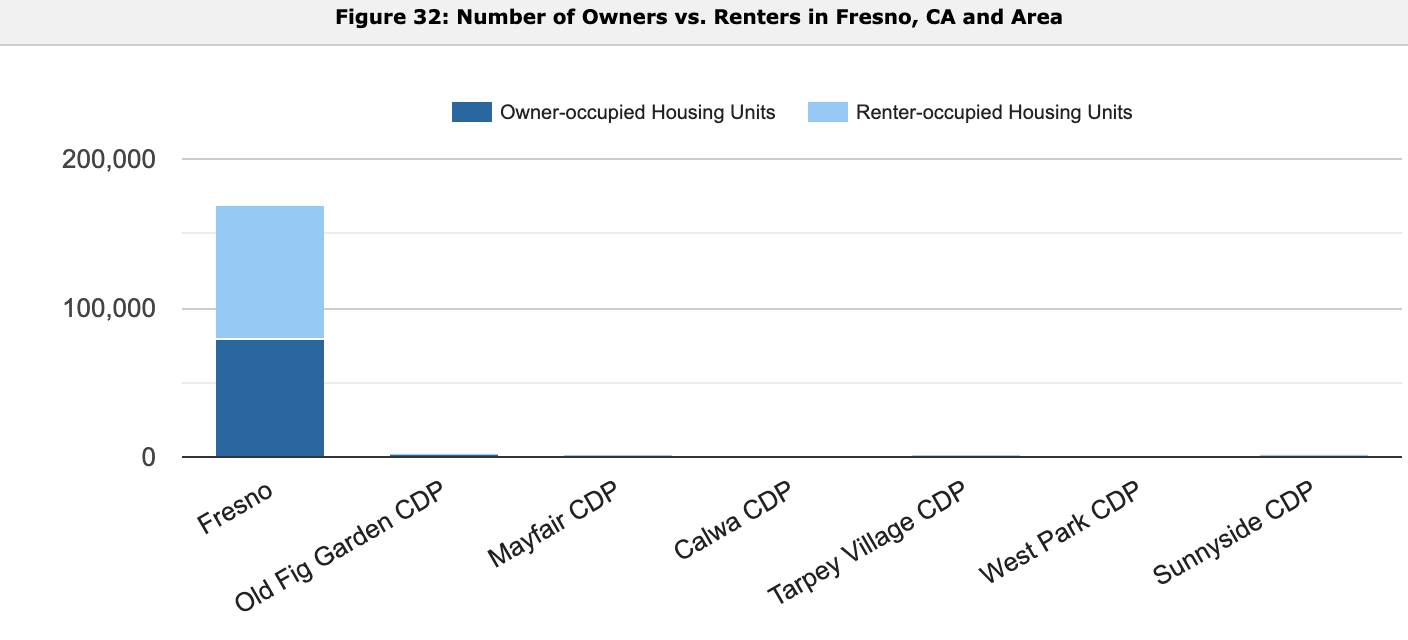 Figure 32: Number of Owners vs. Renters in Fresno, CA and Area
Owner-occupied Housing Units
Renter-occupied Housing Units
200,000
100,000
0
Fresno
Old Fig Garden CDP
Mayfair CDP
Calwa CDP
Tarpey Village CDP
West Park CDP
Sunnyside CDP